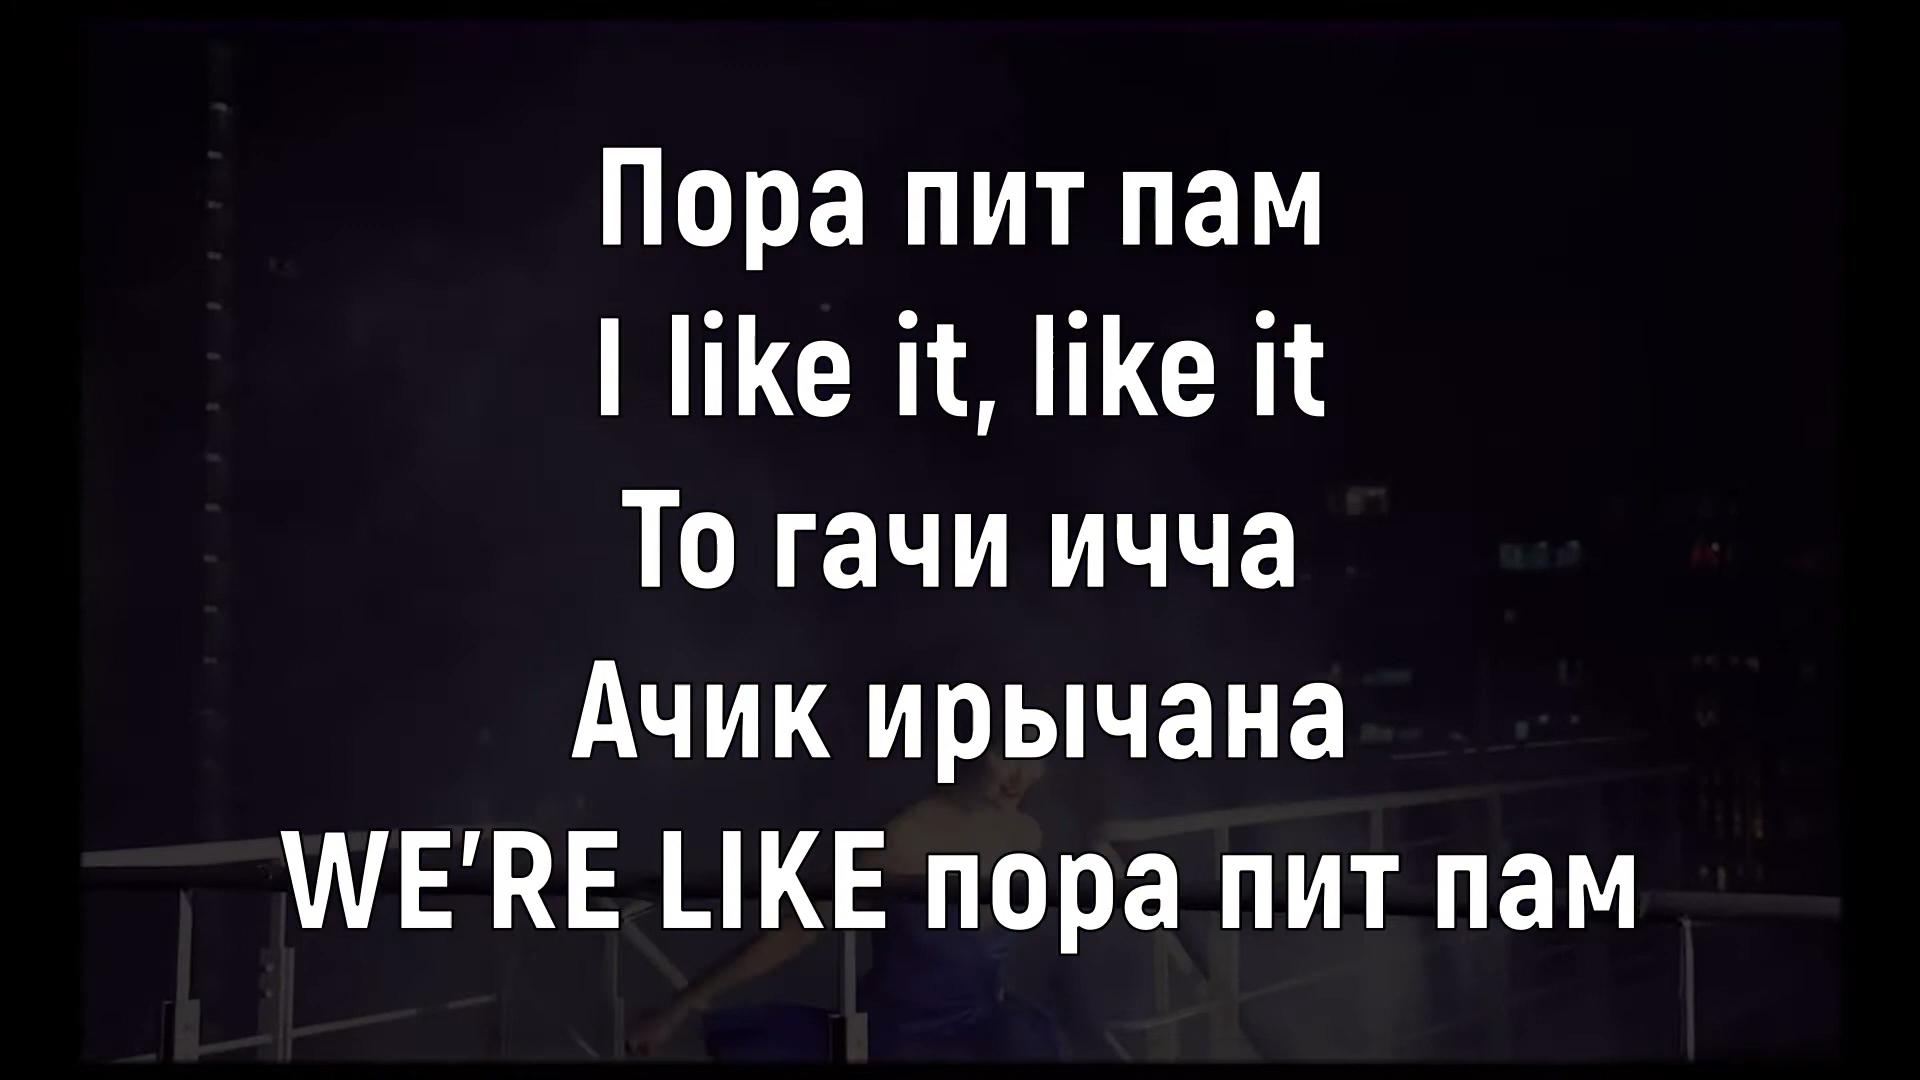 Пора пит пам
I like it, like it
То гачи ичча
Ачик ирычана
WE'RE LIKE пора пит пам